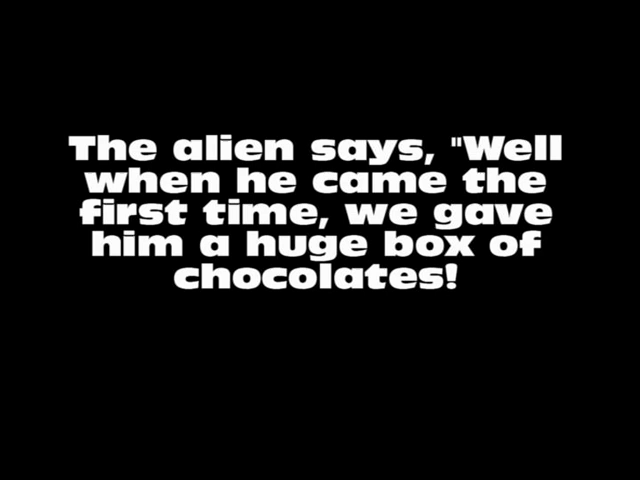 The alien says, "Well
when he came the
first time, we gave
him a huge box of
chocolates!